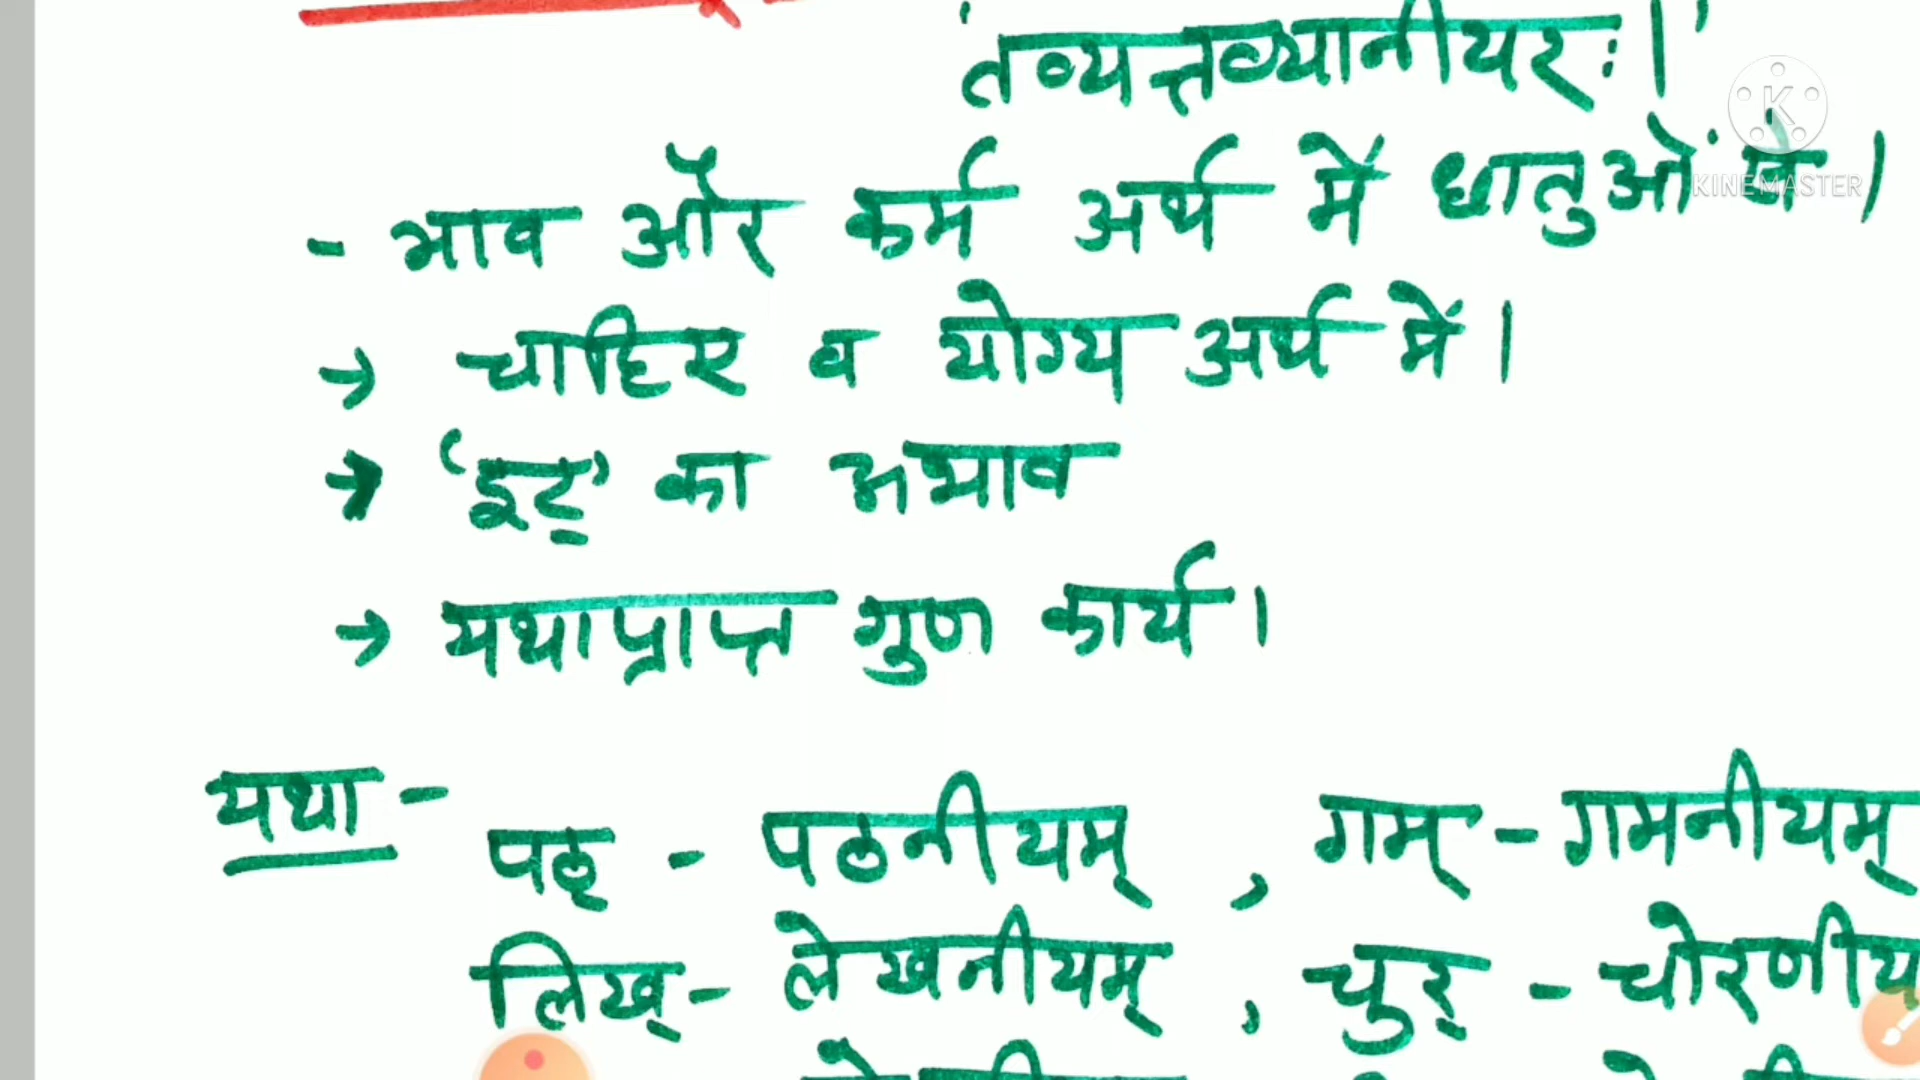 'तव्यत्तव्यानीयरः।'
- भाव और कर्म अर्थ में धातुओं से।
→ चाहिए व योग्य अर्थ में।
→ 'इट्' का अभाव
→ यथाप्राप्त गुण कार्य।
यथा -
पठ् - पठनीयम् , गम् - गमनीयम्
लिख् - लेखनीयम् , चुर् - चोरणीय
KINEMASTER